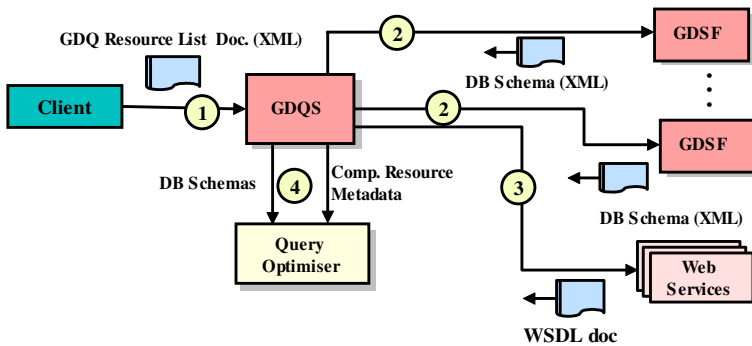 GDQ Resource List Doc. (XML)
2
GDSF
DB Schema (XML)
Client
1
GDQS
2
GDSF
DB Schemas
4
Comp. Resource
Metadata
3
DB Schema (XML)
Query
Optimiser
Web
Services
WSDL doc